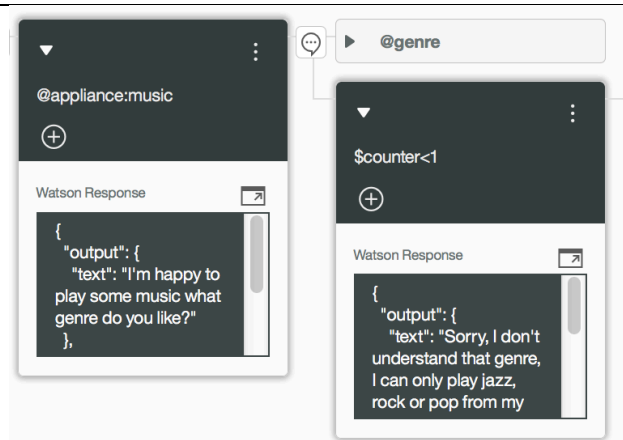 @appliance:music
Watson Response
{
"output": {
"text": "I'm happy to
play some music what
genre do you like?"
},
@genre
$counter<1
Watson Response
{
"output": {
"text": "Sorry, I don't
understand that genre,
I can only play jazz,
rock or pop from my